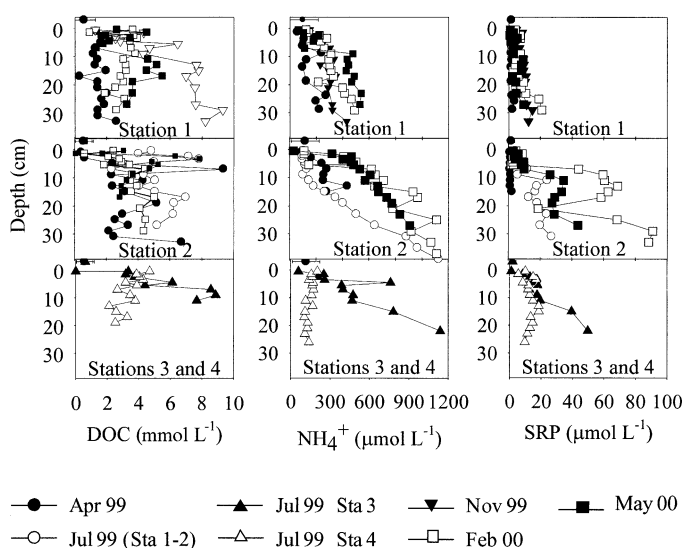 0
10
20
30
Station 1
Station 1
Station 1
0
10
20
30
Station 2
Station 2
Station 2
Depth (cm)
0
10
20
30
Stations 3 and 4
Stations 3 and 4
0 2 4 6 8 10
0 300 600 900 1200
0 20 40 60 80 100
DOC (mmol L⁻¹)
NH₄⁺ (µmol L⁻¹)
SRP (µmol L⁻¹)
Apr 99
Jul 99 Sta 3
Nov 99
May 00
Jul 99 (Sta 1-2)
Jul 99 Sta 4
Feb 00